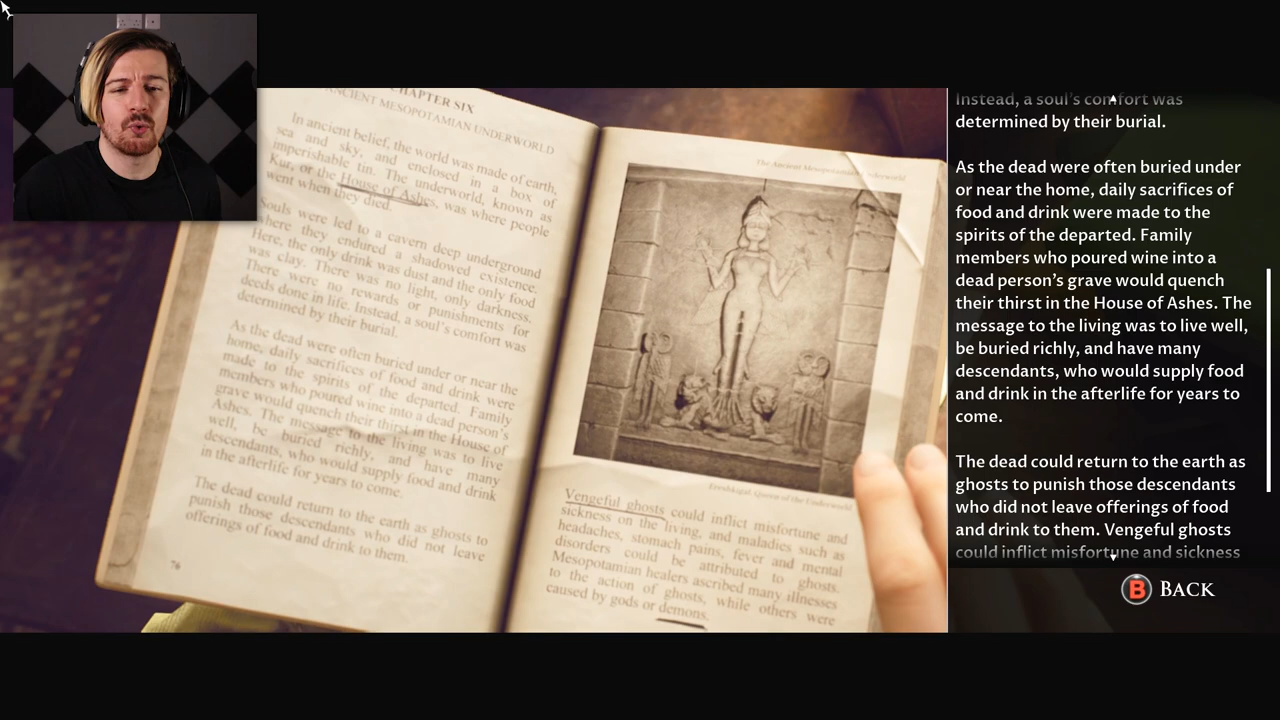 CHAPTER SIX
ANCIENT MESOPOTAMIAN UNDERWORLD
In ancient belief, the world was made of earth,
sea and sky, and enclosed in a box of
imperishable tin. The underworld, known as
Kur, or the House of Ashes, was where people
went when they died.
Souls were led to a cavern deep underground
where they endured a shadowed existence.
Here, the only drink was dust and the only food
was clay. There was no light, only darkness.
There were no rewards or punishments for
deeds done in life. Instead, a soul's comfort was
determined by their burial.
As the dead were often buried under or near the
home, daily sacrifices of food and drink were
made to the spirits of the departed. Family
members who poured wine into a dead person's
grave would quench their thirst in the House of
Ashes. The message to the living was to live
well, be buried richly, and have many
descendants, who would supply food and drink
in the afterlife for years to come.
The dead could return to the earth as ghosts to
punish those descendants who did not leave
offerings of food and drink to them.
76
The Ancient Mesopotamian Underworld
Ereshkigal, Queen of the Underworld
Vengeful ghosts could inflict misfortune and
sickness on the living, and maladies such as
headaches, stomach pains, fever and mental
disorders could be attributed to ghosts.
Mesopotamian healers ascribed many illnesses
to the action of ghosts, while others were
caused by gods or demons.
Instead, a soul's comfort was
determined by their burial.
As the dead were often buried under
or near the home, daily sacrifices of
food and drink were made to the
spirits of the departed. Family
members who poured wine into a
dead person's grave would quench
their thirst in the House of Ashes. The
message to the living was to live well,
be buried richly, and have many
descendants, who would supply food
and drink in the afterlife for years to
come.
The dead could return to the earth as
ghosts to punish those descendants
who did not leave offerings of food
and drink to them. Vengeful ghosts
could inflict misfortune and sickness
B BACK